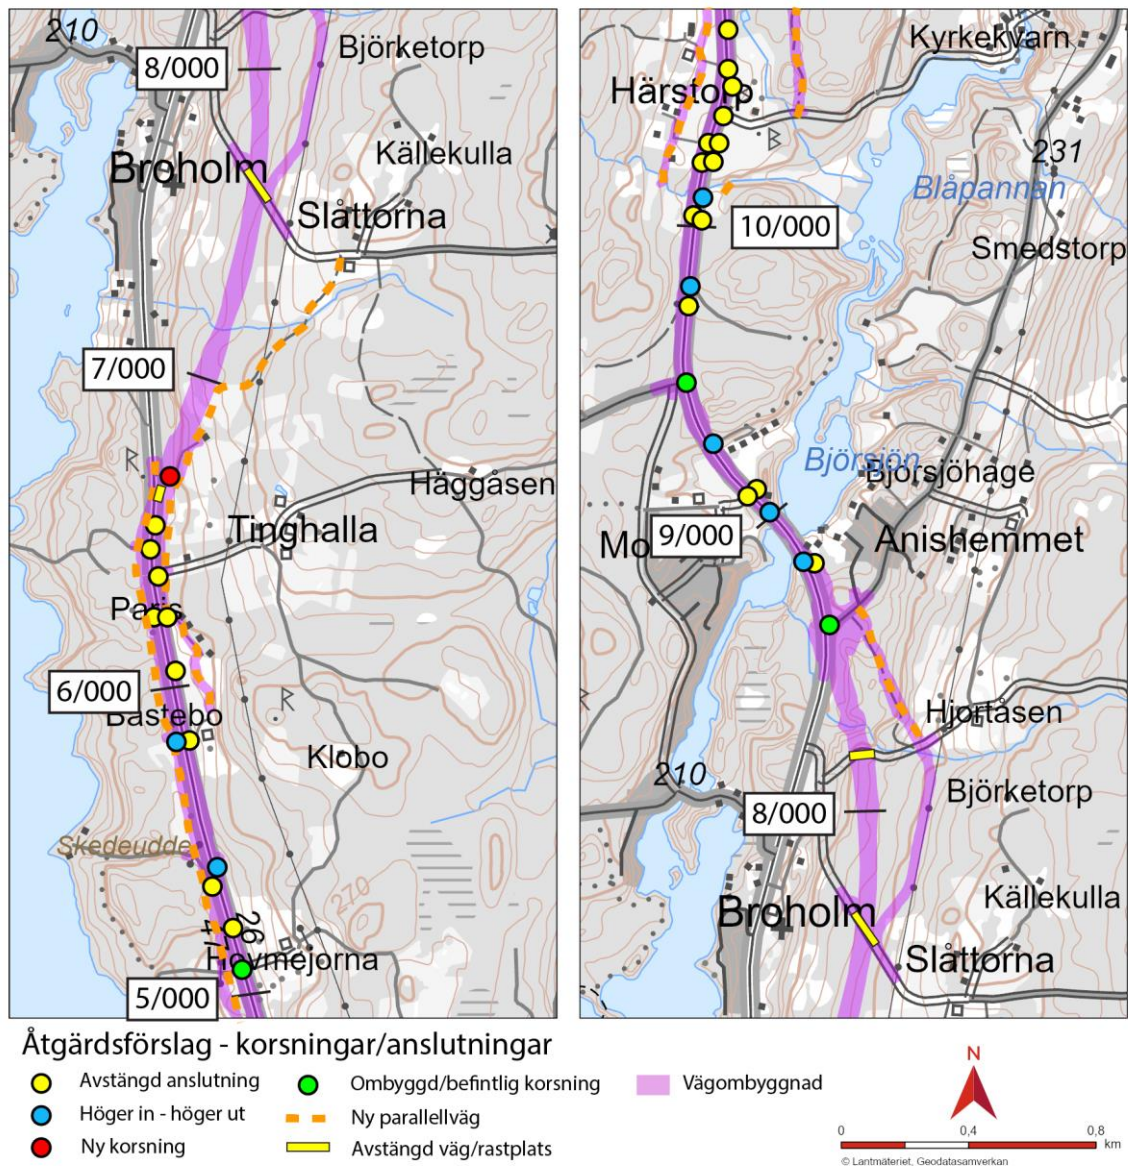 210
8/000
Björketorp
Broholm
Källekulla
Slåttorna
7/000
Häggåsen
Tinghalla
Paris
6/000
Bastebo
Klobo
Skedeudde
270
26
47
Hovmejorna
5/000
Kyrkekvarn
Härstorp
231
Blåpannan
10/000
Smedstorp
Björsjön
Björsjöhage
9/000
Mo
Anishemmet
Hjortåsen
210
Björketorp
8/000
Källekulla
Broholm
Slåttorna
Åtgärdsförslag - korsningar/anslutningar
Avstängd anslutning
Ombyggd/befintlig korsning
Vägombyggnad
Höger in - höger ut
Ny parallellväg
Ny korsning
Avstängd väg/rastplats
N
0 0,4 0,8
km
© Lantmäteriet, Geodatasamverkan